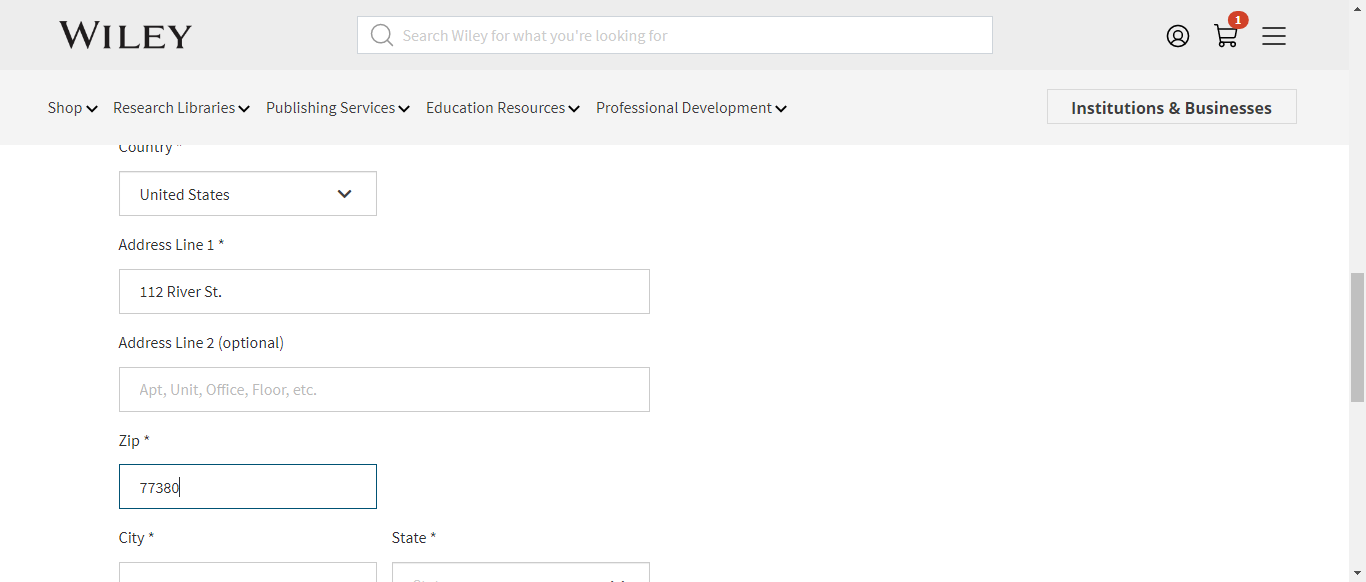 WILEY
Search Wiley for what you're looking for
1
Shop Research Libraries Publishing Services Education Resources Professional Development Institutions & Businesses
Country *
United States
Address Line 1 *
112 River St.
Address Line 2 (optional)
Apt, Unit, Office, Floor, etc.
Zip *
77380
City * State *